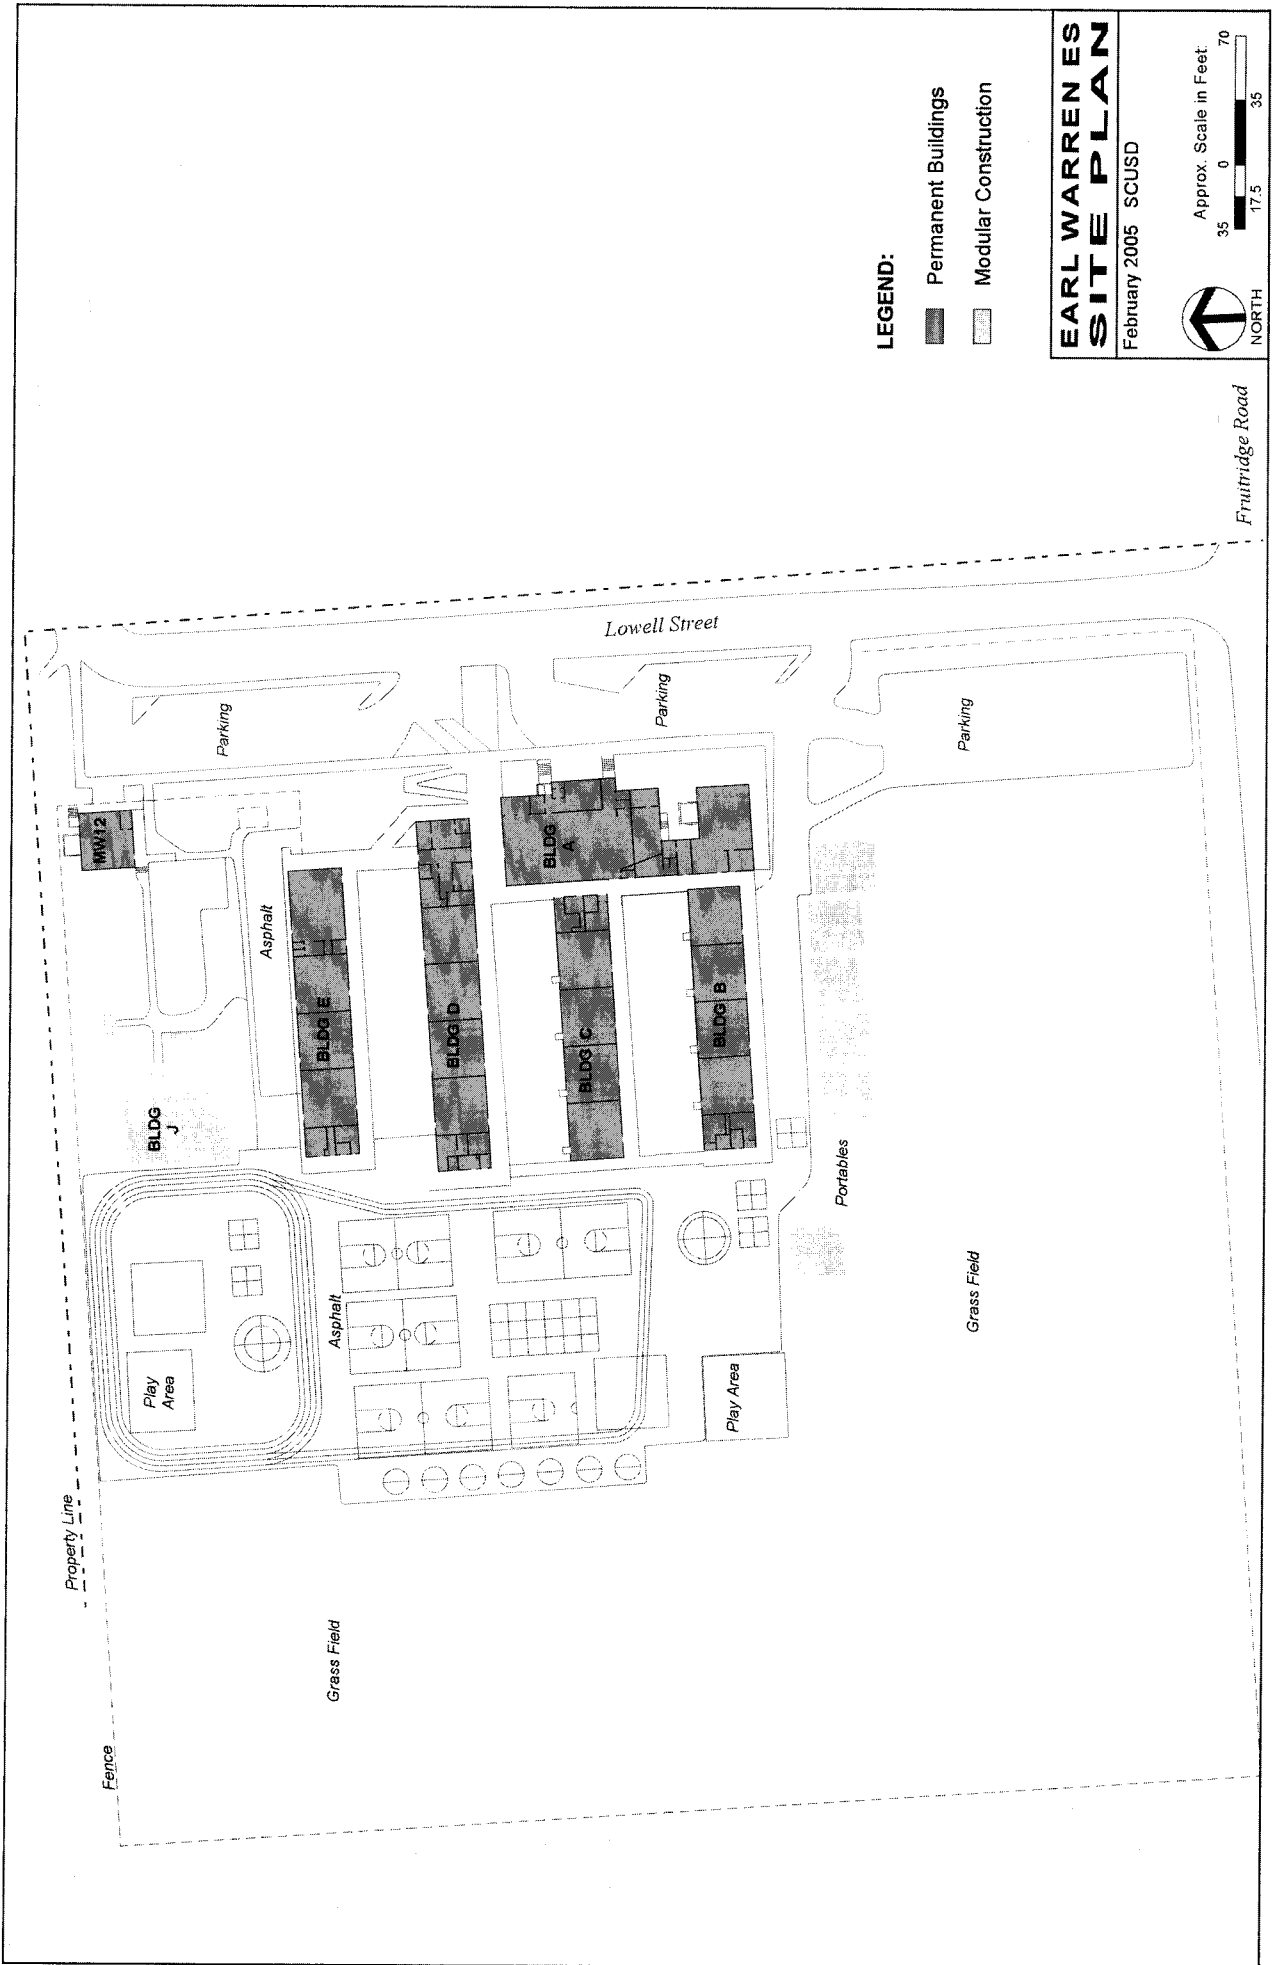 Property Line
Fence
MW12
BLDG
J
Play
Area
Parking
Asphalt
BLDG E
Asphalt
Grass Field
BLDG D
BLDG
A
BLDG C
Lowell Street
Parking
BLDG B
Play Area
Portables
Parking
Grass Field
Fruitridge Road
LEGEND:
Permanent Buildings
Modular Construction
EARL WARREN ES
SITE PLAN
February 2005 SCUSD
NORTH
Approx. Scale in Feet:
35 0 70
17.5 35